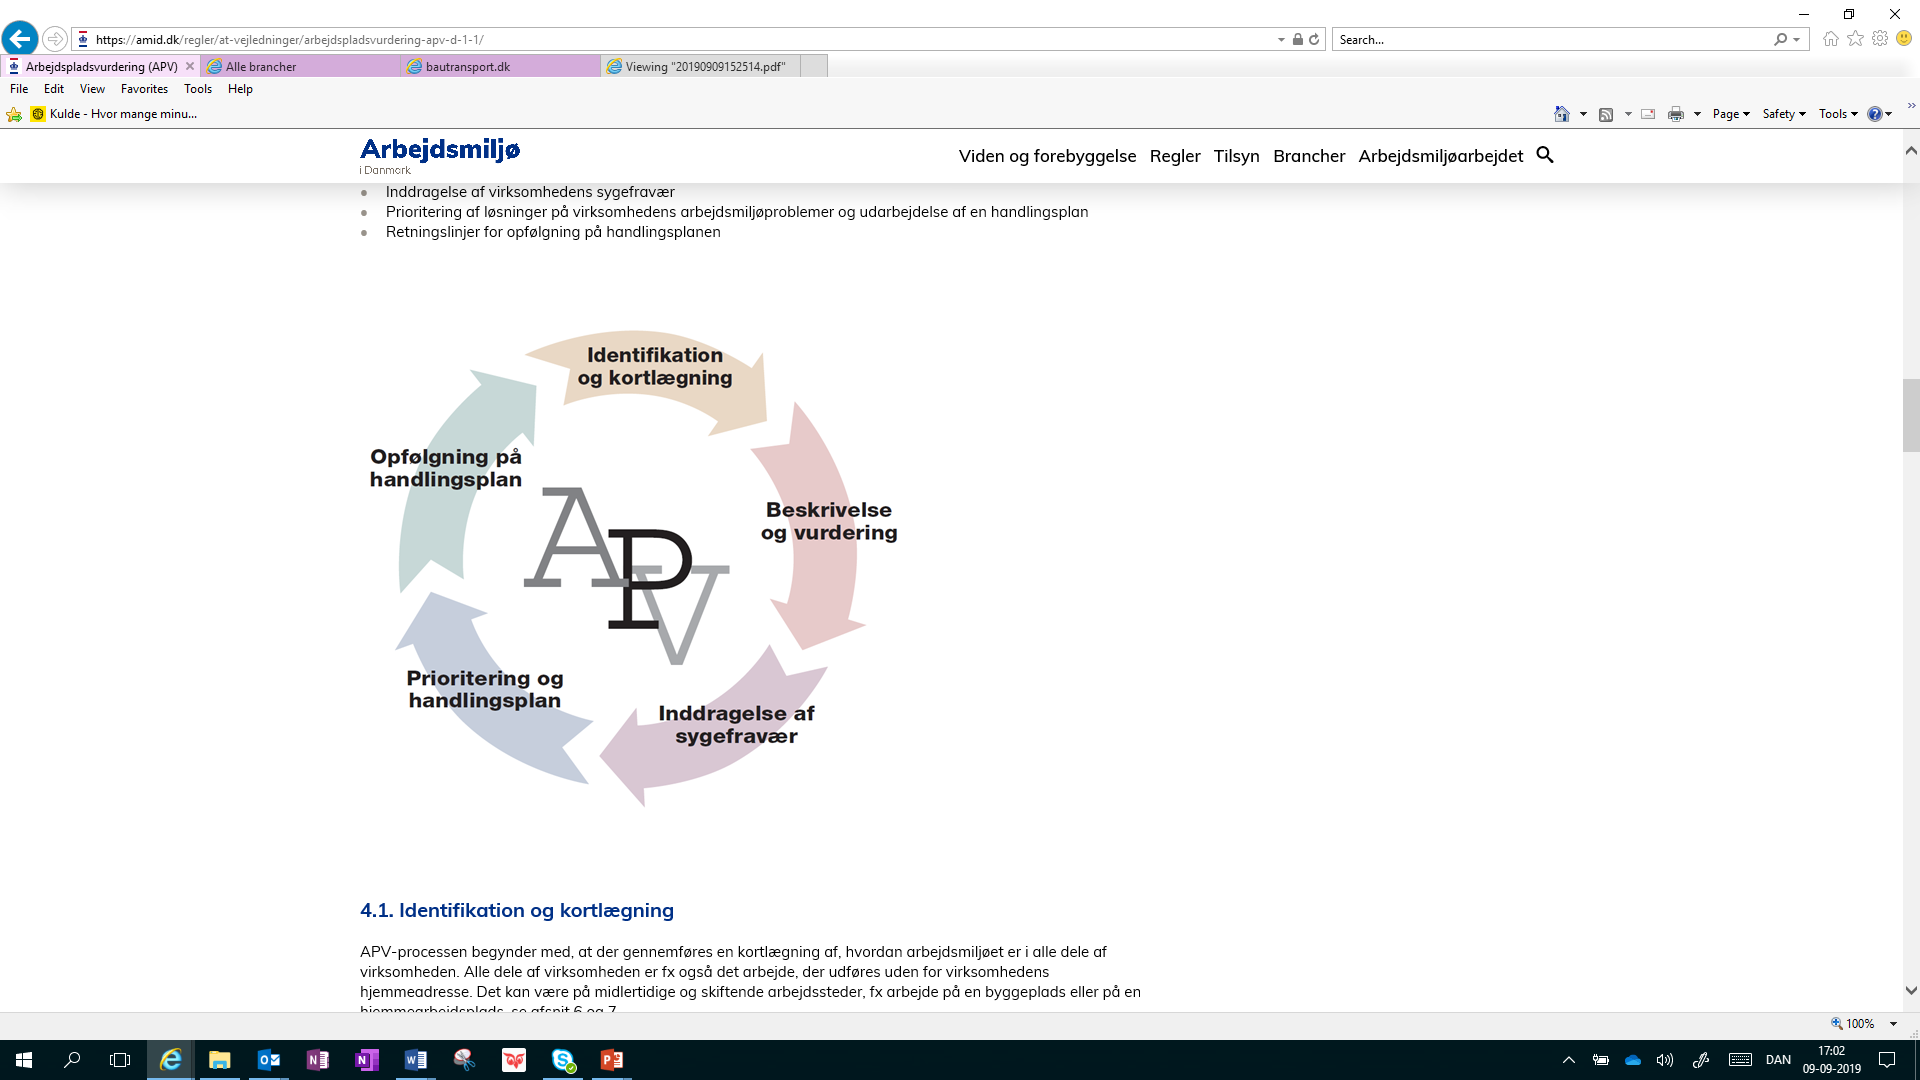 https://amid.dk/regler/at-vejledninger/arbejdspladsvurdering-apv-d-1-1/
Search...
Arbejdspladsvurdering (APV)
Alle brancher
bautransport.dk
Viewing "20190909152514.pdf"
File Edit View Favorites Tools Help
Kulde - Hvor mange minu...
Page Safety Tools
Arbejdsmiljø
i Danmark
Viden og forebyggelse Regler Tilsyn Brancher Arbejdsmiljøarbejdet
Inddragelse af virksomhedens sygefravær
Prioritering af løsninger på virksomhedens arbejdsmiljøproblemer og udarbejdelse af en handlingsplan
Retningslinjer for opfølgning på handlingsplanen
Identifikation
og kortlægning
Opfølgning på
handlingsplan
Beskrivelse
og vurdering
APV
Prioritering og
handlingsplan
Inddragelse af
sygefravær
4.1. Identifikation og kortlægning
APV-processen begynder med, at der gennemføres en kortlægning af, hvordan arbejdsmiljøet er i alle dele af
virksomheden. Alle dele af virksomheden er fx også det arbejde, der udføres uden for virksomhedens
hjemmeadresse. Det kan være på midlertidige og skiftende arbejdssteder, fx arbejde på en byggeplads eller på en
hjemmearbejdsplads, se afsnit 6 og 7.
100%
DAN
17:02
09-09-2019